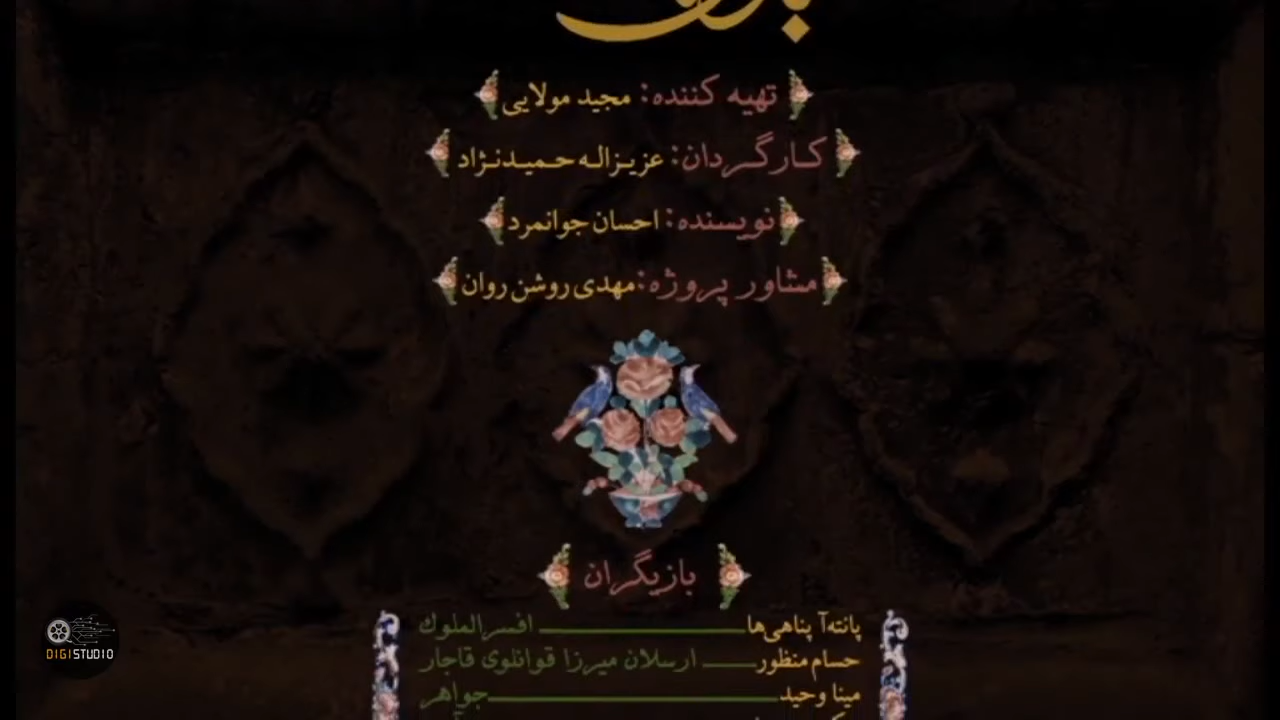 تهیه کننده: مجید مولایی
کارگردان: عزیزاله حمیدنژاد
نویسنده: احسان جوانمرد
مشاور پروژه: مهدی روشن روان
بازیگران
پانته‌آ پناهی‌ها افسرالملوک
حسام منظور ارسلان میرزا قوانلوی قاجار
مینا وحید جواهر
DIGISTUDIO